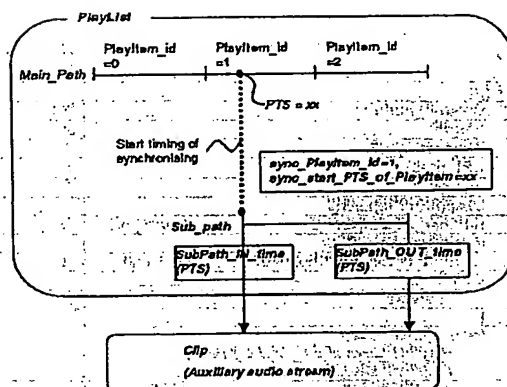 PlayList
PlayItem_id
=0
PlayItem_id
=1
PlayItem_id
=2
Main_Path
PTS = xx
Start timing of
synchronising
sync_PlayItem_id=1,
sync_start_PTS_of_PlayItem=xx
Sub_path
SubPath_IN_time
(PTS)
SubPath_OUT_time
(PTS)
Clip
(Auxiliary audio stream)